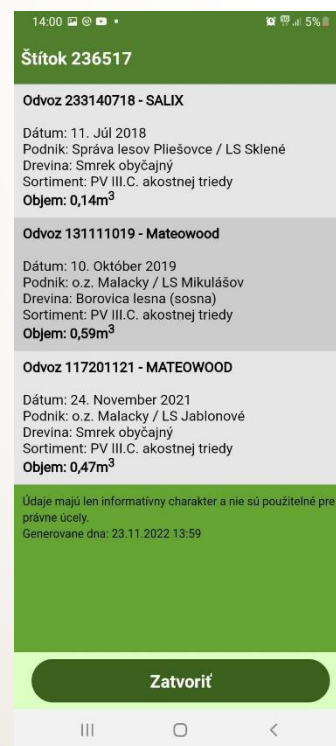 14:00
5%
Štítok 236517
Odvoz 233140718 - SALIX
Dátum: 11. Júl 2018
Podnik: Správa lesov Pliešovce / LS Sklené
Drevina: Smrek obyčajný
Sortiment: PV III.C. akostnej triedy
Objem: 0,14m³
Odvoz 131111019 - Mateowood
Dátum: 10. Október 2019
Podnik: o.z. Malacky / LS Mikulášov
Drevina: Borovica lesna (sosna)
Sortiment: PV III.C. akostnej triedy
Objem: 0,59m³
Odvoz 117201121 - MATEOWOOD
Dátum: 24. November 2021
Podnik: o.z. Malacky / LS Jablonové
Drevina: Smrek obyčajný
Sortiment: PV III.C. akostnej triedy
Objem: 0,47m³
Údaje majú len informatívny charakter a nie sú použitelné pre
právne úcely.
Generovane dna: 23.11.2022 13:59
Zatvoriť